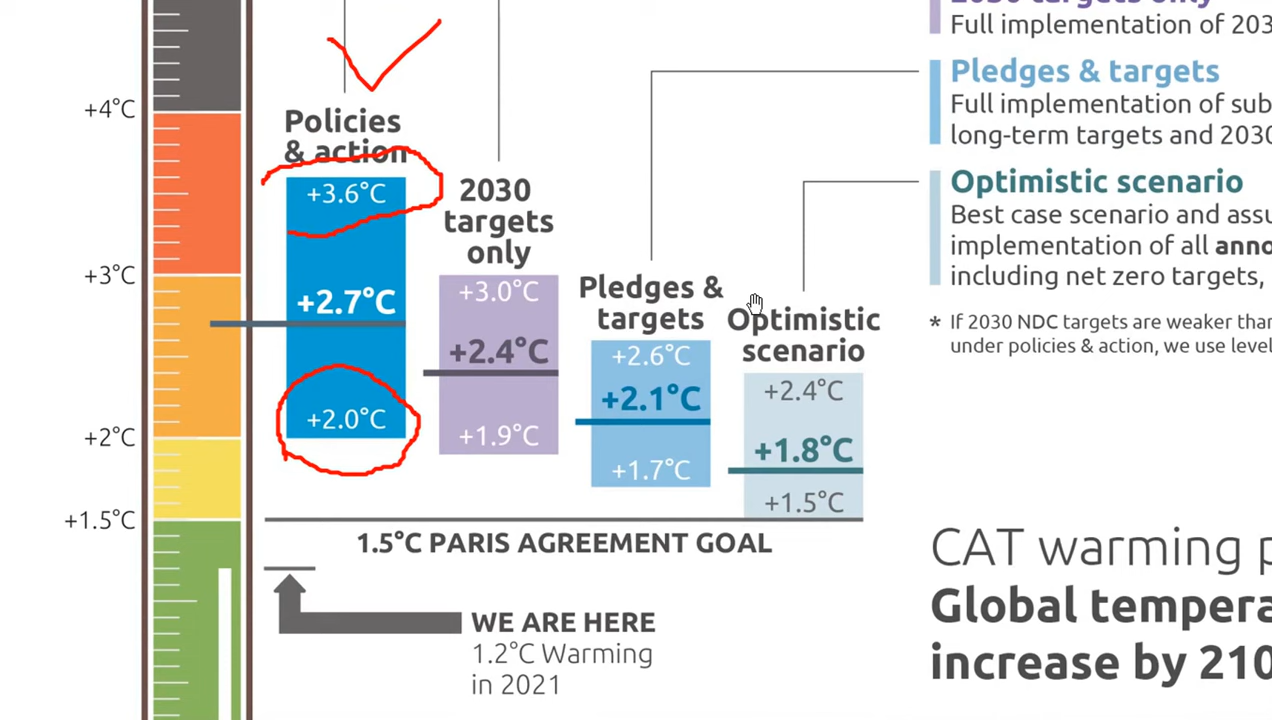 2030 targets only
Full implementation of 203
Pledges & targets
Full implementation of sub
long-term targets and 2030
Optimistic scenario
Best case scenario and assu
implementation of all anno
including net zero targets,
* If 2030 NDC targets are weaker than
under policies & action, we use level
+4°C
+3°C
+2°C
+1.5°C
Policies
& action
+3.6°C
+2.7°C
+2.0°C
2030
targets
only
+3.0°C
+2.4°C
+1.9°C
Pledges &
targets
+2.6°C
+2.1°C
+1.7°C
Optimistic
scenario
+2.4°C
+1.8°C
+1.5°C
1.5°C PARIS AGREEMENT GOAL
WE ARE HERE
1.2°C Warming
in 2021
CAT warming p
Global tempera
increase by 210